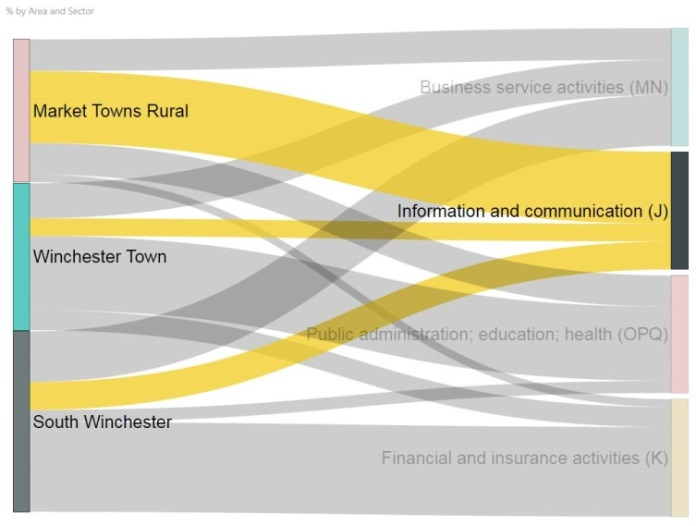 % by Area and Sector
Business service activities (MN)
Market Towns Rural
Information and communication (J)
Winchester Town
Public administration; education; health (OPQ)
South Winchester
Financial and insurance activities (K)